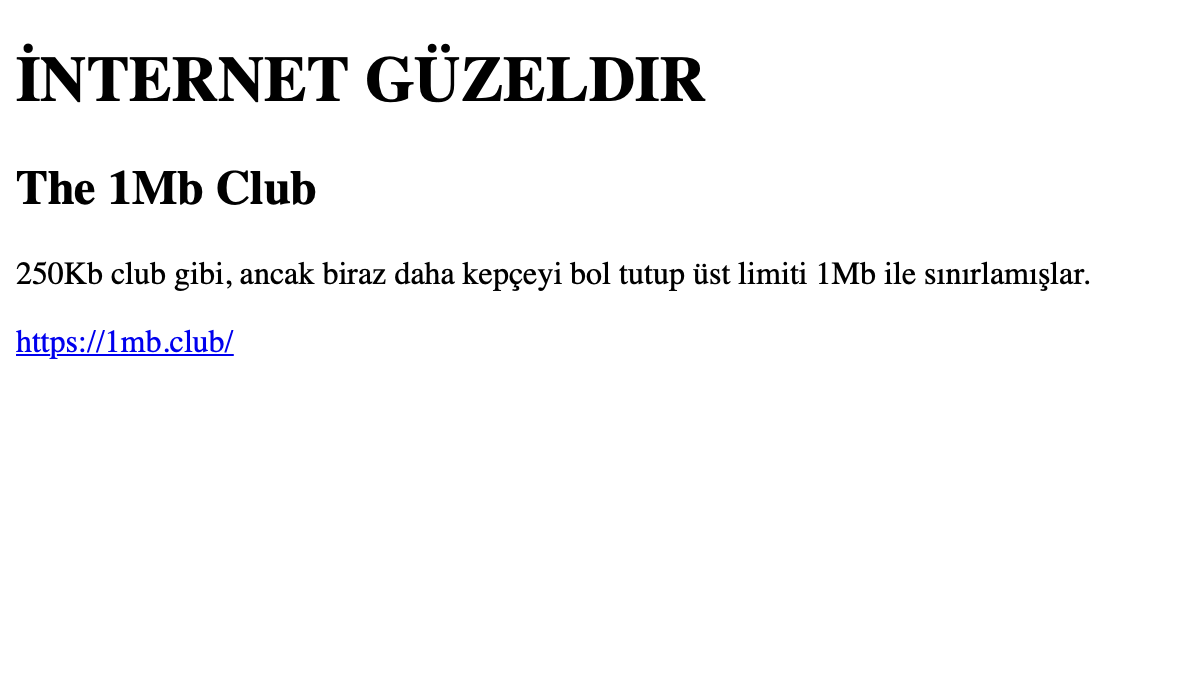 İNTERNET GÜZELDIR
The 1Mb Club
250Kb club gibi, ancak biraz daha kepçeyi bol tutup üst limiti 1Mb ile sınırlamışlar.
https://1mb.club/